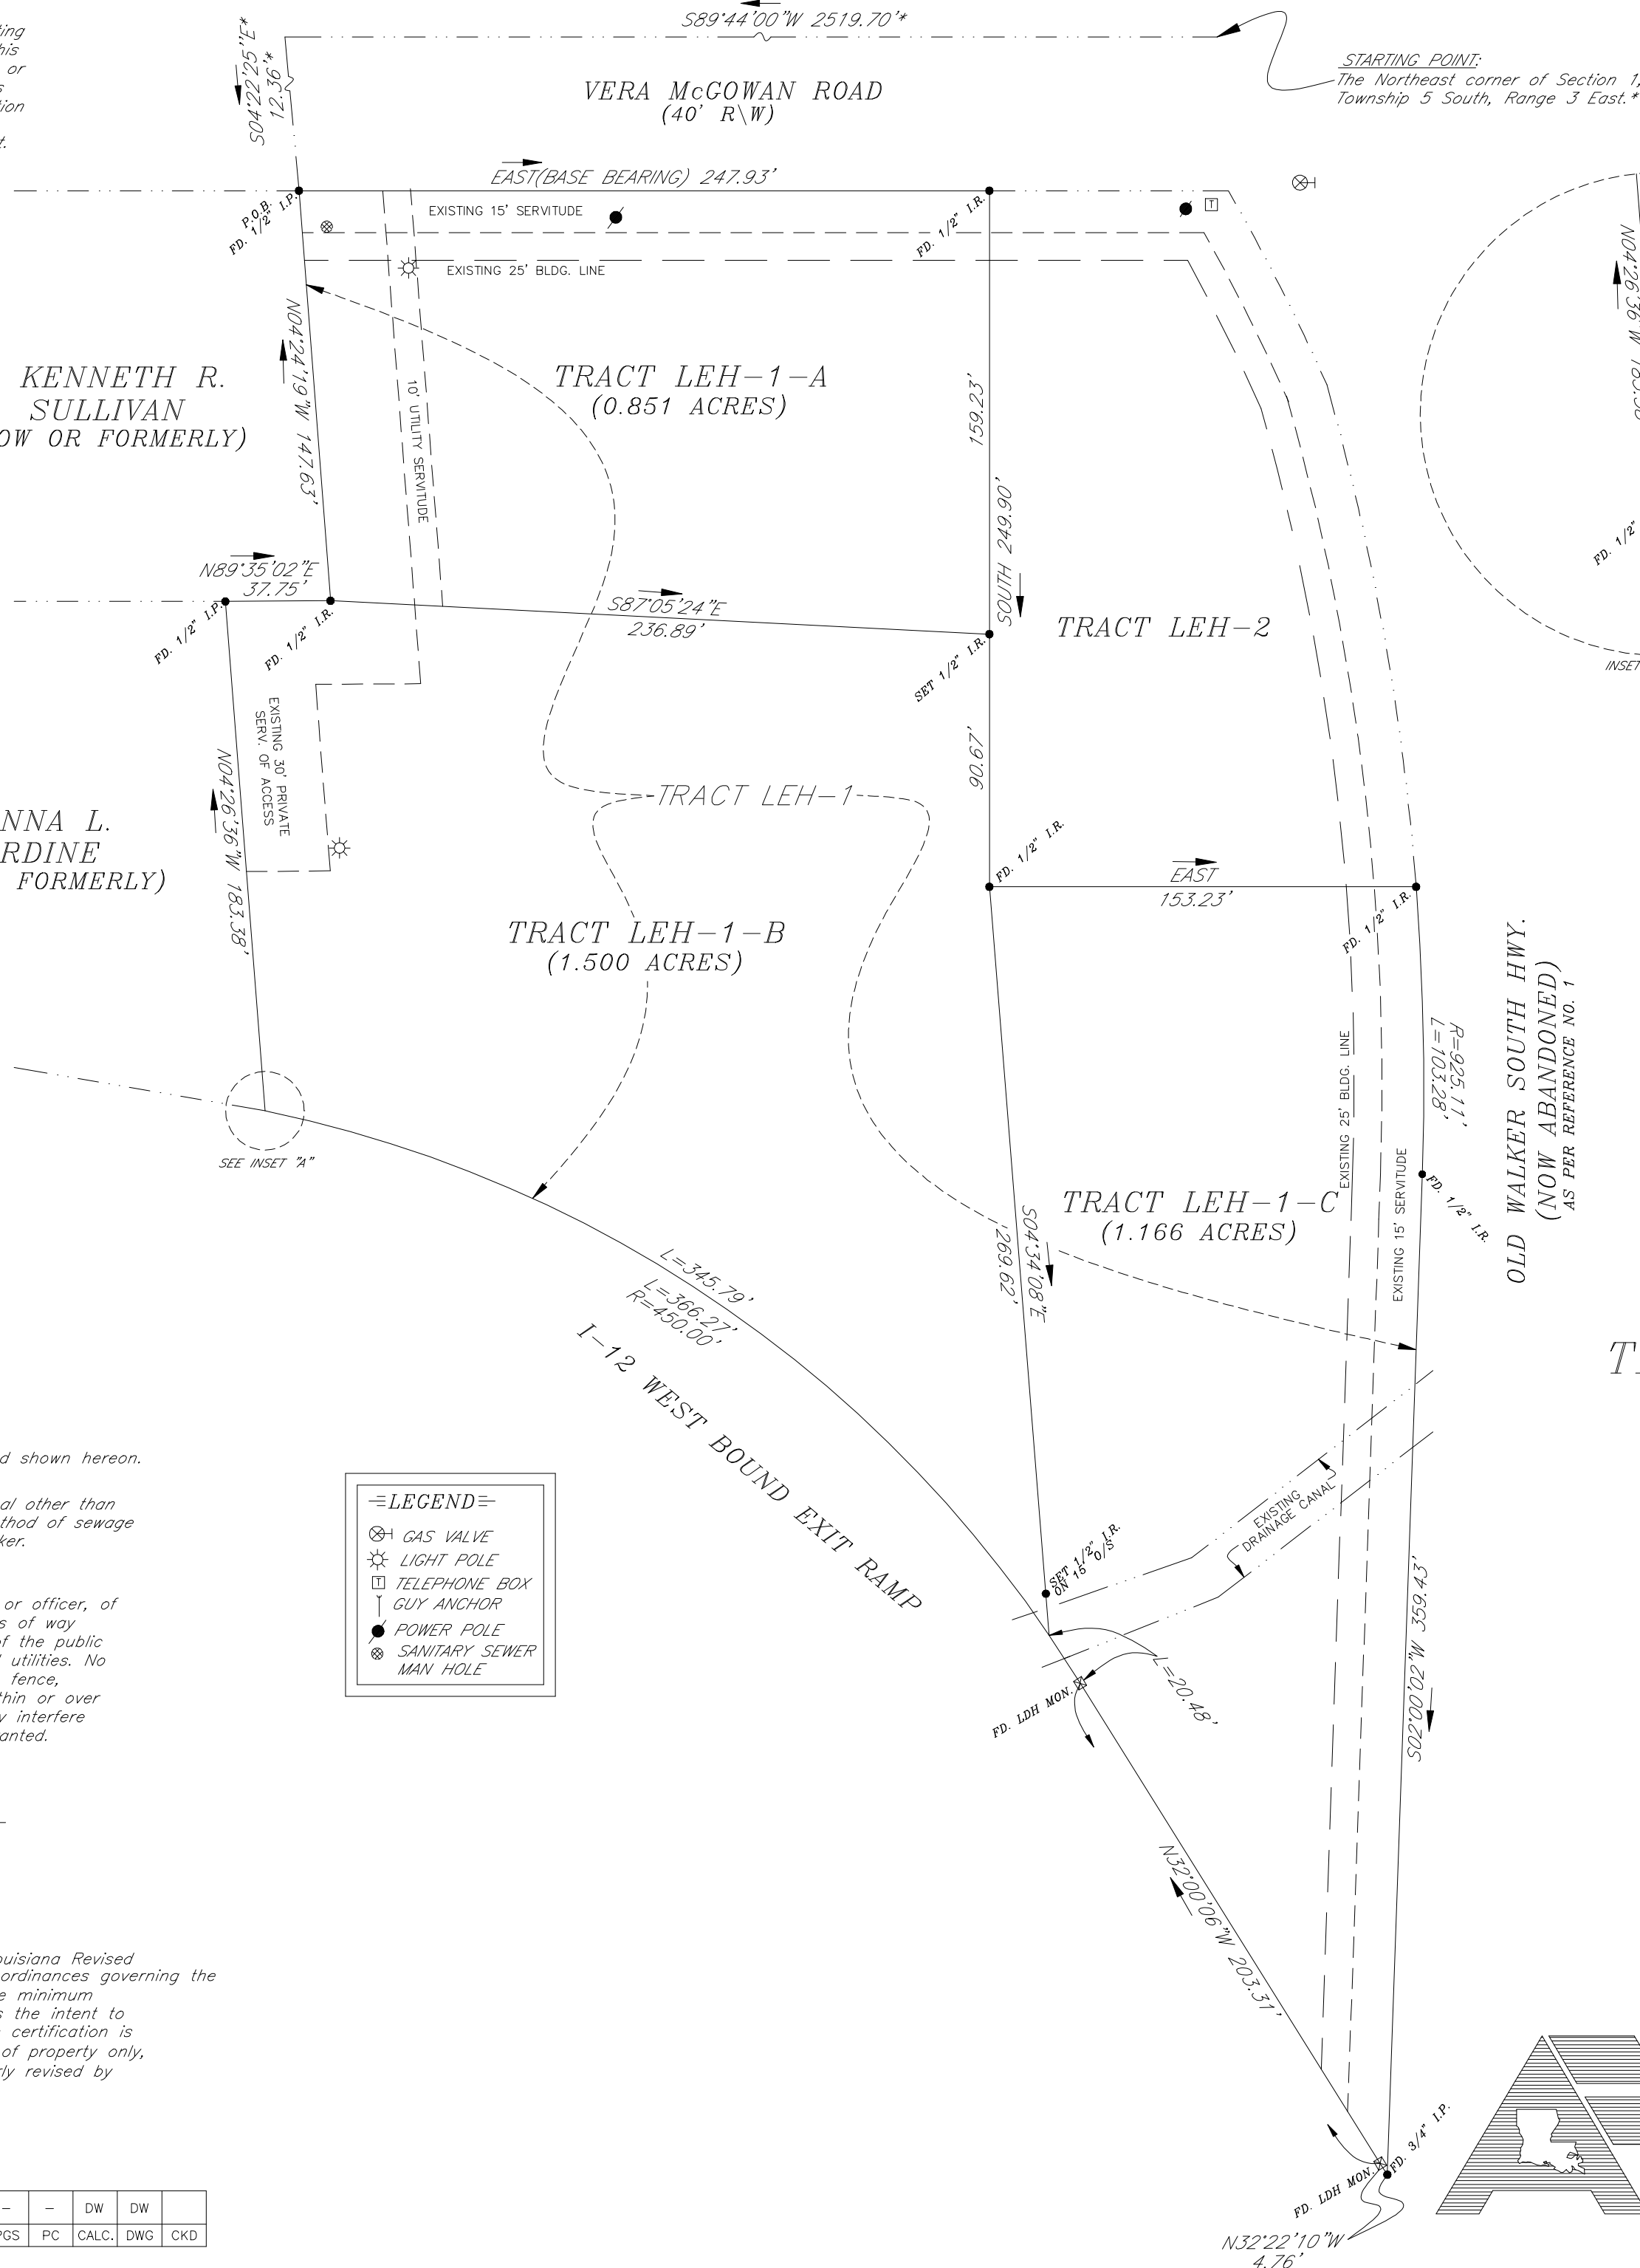 S89°44'00"W 2519.70'*
S04°22'25"E*
12.36'*
STARTING POINT:
The Northeast corner of Section 1,
Township 5 South, Range 3 East.*
or
t.
VERA McGOWAN ROAD
(40' R\W)
EAST(BASE BEARING) 247.93'
P.O.B.
FD. 1/2" I.P.
EXISTING 15' SERVITUDE
T
FD. 1/2" I.R.
EXISTING 25' BLDG. LINE
N04°24'19"W 147.63'
10' UTILITY SERVITUDE
KENNETH R.
SULLIVAN
OW OR FORMERLY)
TRACT LEH-1-A
(0.851 ACRES)
159.23'
SOUTH 249.90'
N04°26'36"W 183.38'
FD. 1/2"
INSET
N89°35'02"E
37.75'
S87°05'24"E
236.89'
FD. 1/2" I.P.
FD. 1/2" I.R.
SET 1/2" I.R.
TRACT LEH-2
EXISTING 30' PRIVATE
SERV. OF ACCESS
N04°26'36"W 183.38'
90.67'
TRACT LEH-1
NNA L.
RDINE
FORMERLY)
FD. 1/2" I.R.
EAST
153.23'
FD. 1/2" I.R.
TRACT LEH-1-B
(1.500 ACRES)
OLD WALKER SOUTH HWY.
(NOW ABANDONED)
AS PER REFERENCE NO. 1
R=925.11'
L=103.28'
EXISTING 25' BLDG. LINE
EXISTING 15' SERVITUDE
FD. 1/2" I.R.
SEE INSET "A"
TRACT LEH-1-C
(1.166 ACRES)
S04°34'08"E
269.62'
L=345.79'
L=366.27'
R=450.00'
I-12 WEST BOUND EXIT RAMP
T
d shown hereon.
al other than
thod of sewage
ker.
or officer, of
s of way
of the public
utilities. No
fence,
thin or over
y interfere
anted.
LEGEND
GAS VALVE
LIGHT POLE
T TELEPHONE BOX
GUY ANCHOR
POWER POLE
SANITARY SEWER
MAN HOLE
EXISTING
DRAINAGE CANAL
SET 1/2" I.R.
ON 15' O/S
FD. LDH MON.
L=20.48'
S02°00'20"W 359.43'
N32°00'06"W 203.31'
ouisiana Revised
ordinances governing the
e minimum
s the intent to
certification is
of property only,
rly revised by
FD. 3/4" I.P.
FD. LDH MON.
N32°22'10"W
4.76'
- - DW DW
PGS PC CALC. DWG CKD